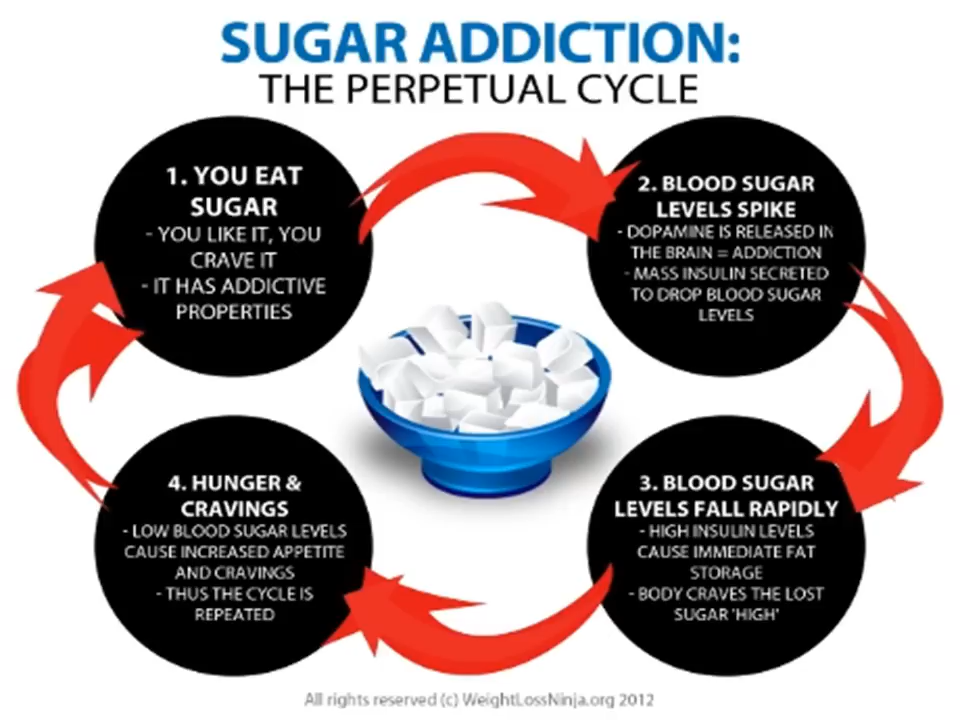 SUGAR ADDICTION:
THE PERPETUAL CYCLE
1. YOU EAT
SUGAR
- YOU LIKE IT, YOU
CRAVE IT
- IT HAS ADDICTIVE
PROPERTIES
2. BLOOD SUGAR
LEVELS SPIKE
- DOPAMINE IS RELEASED IN
THE BRAIN = ADDICTION
- MASS INSULIN SECRETED
TO DROP BLOOD SUGAR
LEVELS
3. BLOOD SUGAR
LEVELS FALL RAPIDLY
- HIGH INSULIN LEVELS
CAUSE IMMEDIATE FAT
STORAGE
- BODY CRAVES THE LOST
SUGAR 'HIGH'
4. HUNGER &
CRAVINGS
- LOW BLOOD SUGAR LEVELS
CAUSE INCREASED APPETITE
AND CRAVINGS
- THUS THE CYCLE IS
REPEATED
All rights reserved (c) WeightLossNinja.org 2012